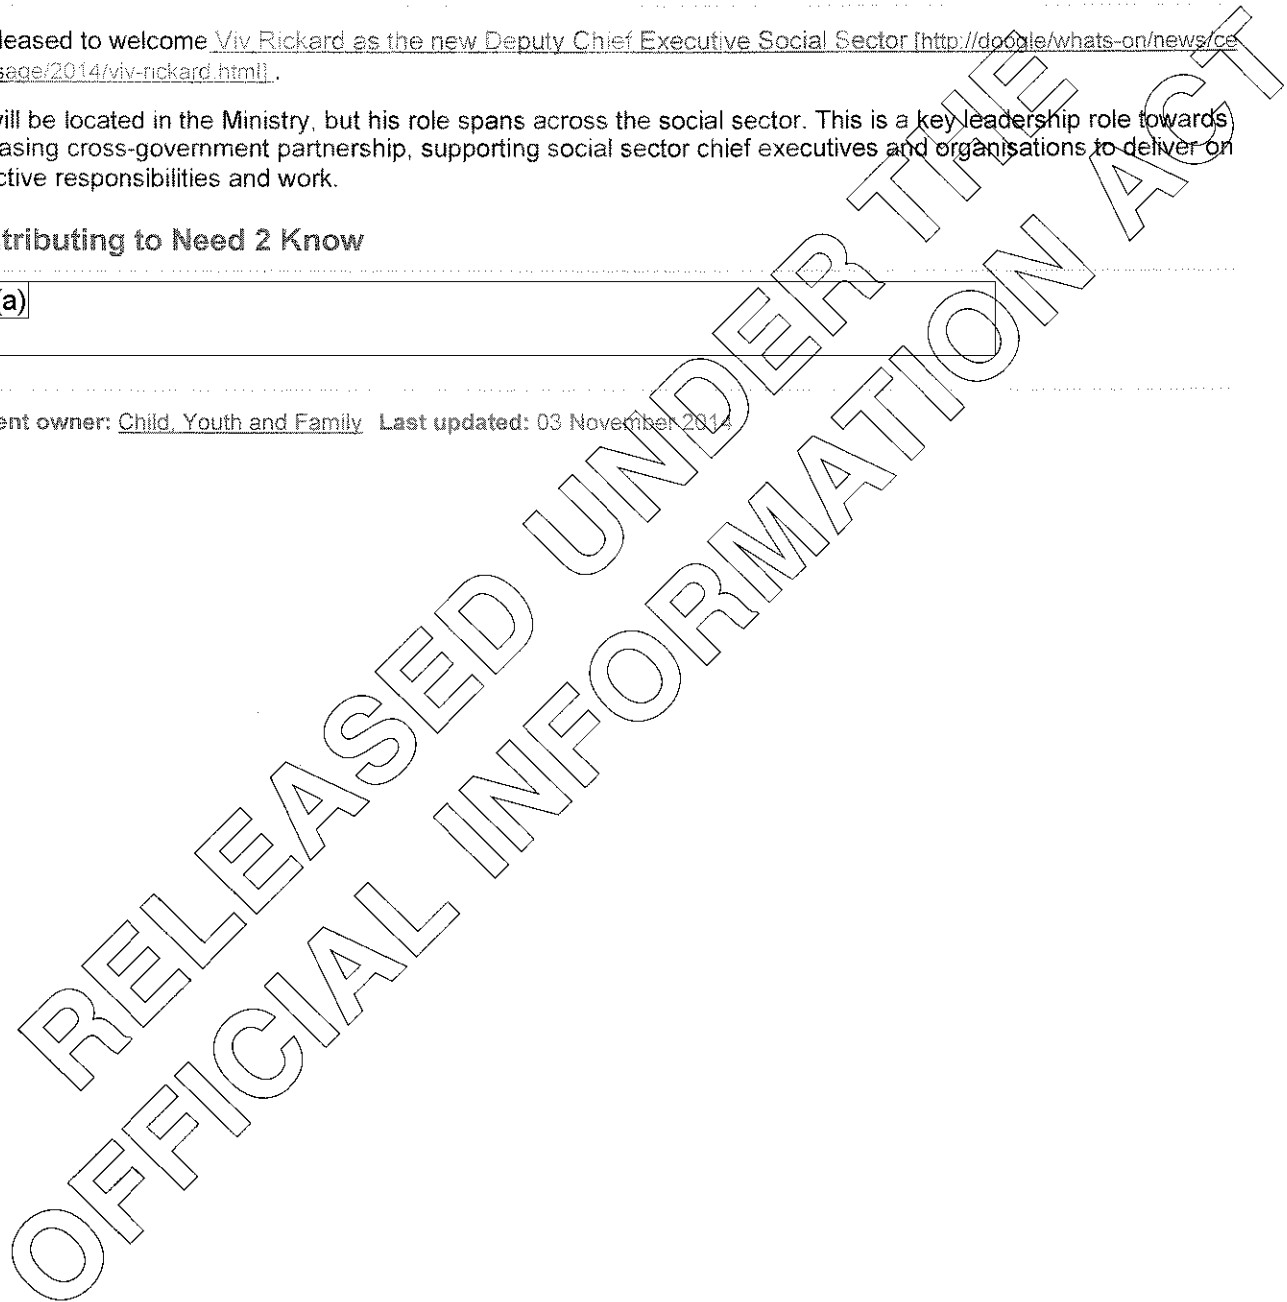 leased to welcome Viv Rickard as the new Deputy Chief Executive Social Sector [http://doogle/whats-on/news/ce
sage/2014/viv-rickard.html] .
ill be located in the Ministry, but his role spans across the social sector. This is a key leadership role towards
asing cross-government partnership, supporting social sector chief executives and organisations to deliver on
ctive responsibilities and work.
tributing to Need 2 Know
(a)
ent owner: Child, Youth and Family Last updated: 03 November 2014
RELEASED UNDER THE
OFFICIAL INFORMATION ACT